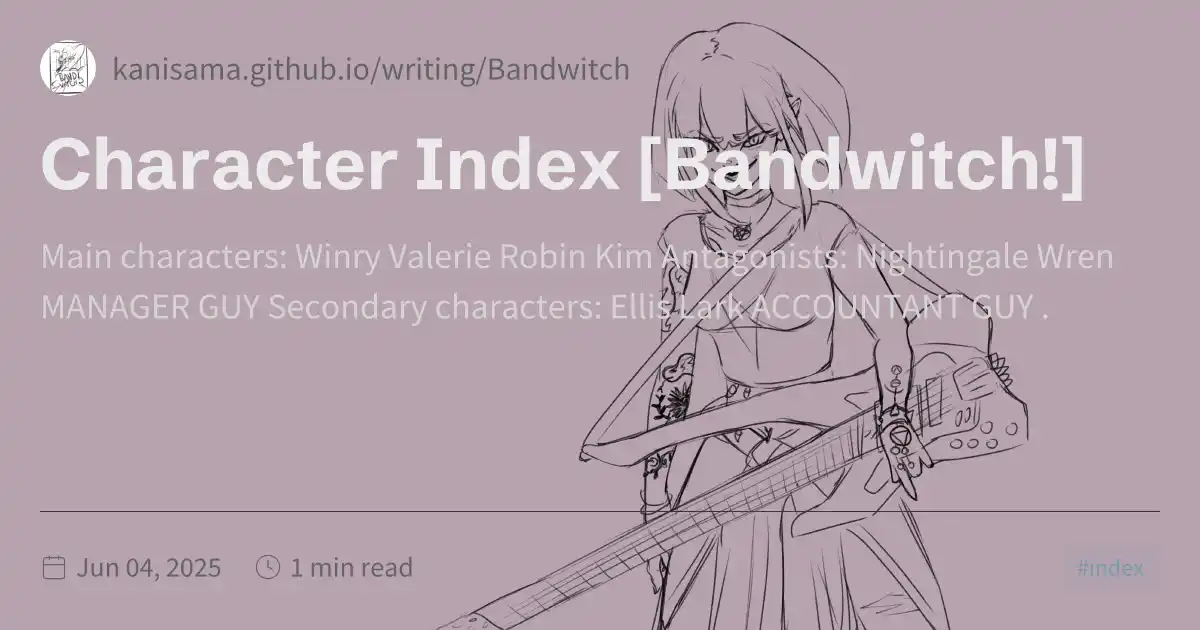 kanisama.github.io/writing/Bandwitch
Character Index [Bandwitch!]
Main characters: Winry Valerie Robin Kim Antagonists: Nightingale Wren
MANAGER GUY Secondary characters: Ellis Lark ACCOUNTANT GUY .
Jun 04, 2025
1 min read
#index